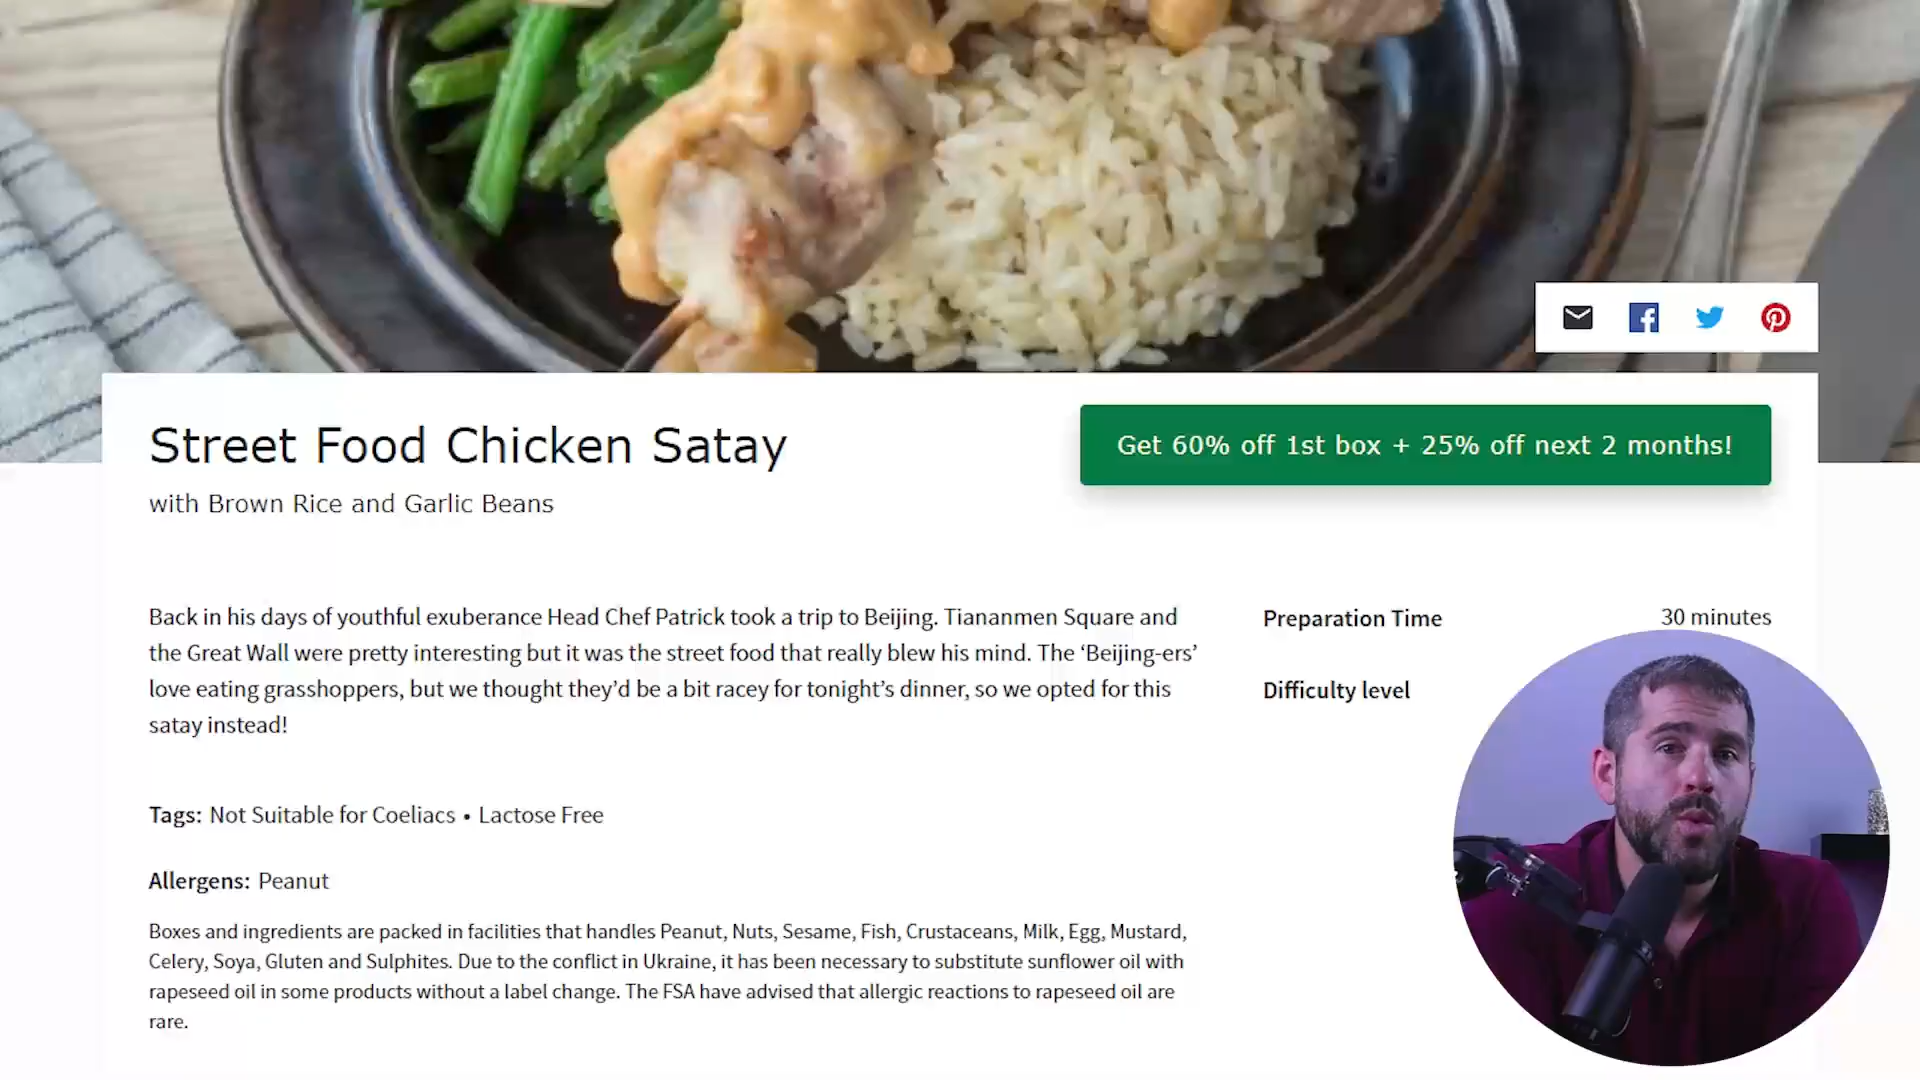 Street Food Chicken Satay
Get 60% off 1st box + 25% off next 2 months!
with Brown Rice and Garlic Beans
Back in his days of youthful exuberance Head Chef Patrick took a trip to Beijing. Tiananmen Square and
the Great Wall were pretty interesting but it was the street food that really blew his mind. The ‘Beijing-ers’
love eating grasshoppers, but we thought they’d be a bit racey for tonight’s dinner, so we opted for this
satay instead!
Preparation Time 30 minutes
Difficulty level
Tags: Not Suitable for Coeliacs • Lactose Free
Allergens: Peanut
Boxes and ingredients are packed in facilities that handles Peanut, Nuts, Sesame, Fish, Crustaceans, Milk, Egg, Mustard,
Celery, Soya, Gluten and Sulphites. Due to the conflict in Ukraine, it has been necessary to substitute sunflower oil with
rapeseed oil in some products without a label change. The FSA have advised that allergic reactions to rapeseed oil are
rare.